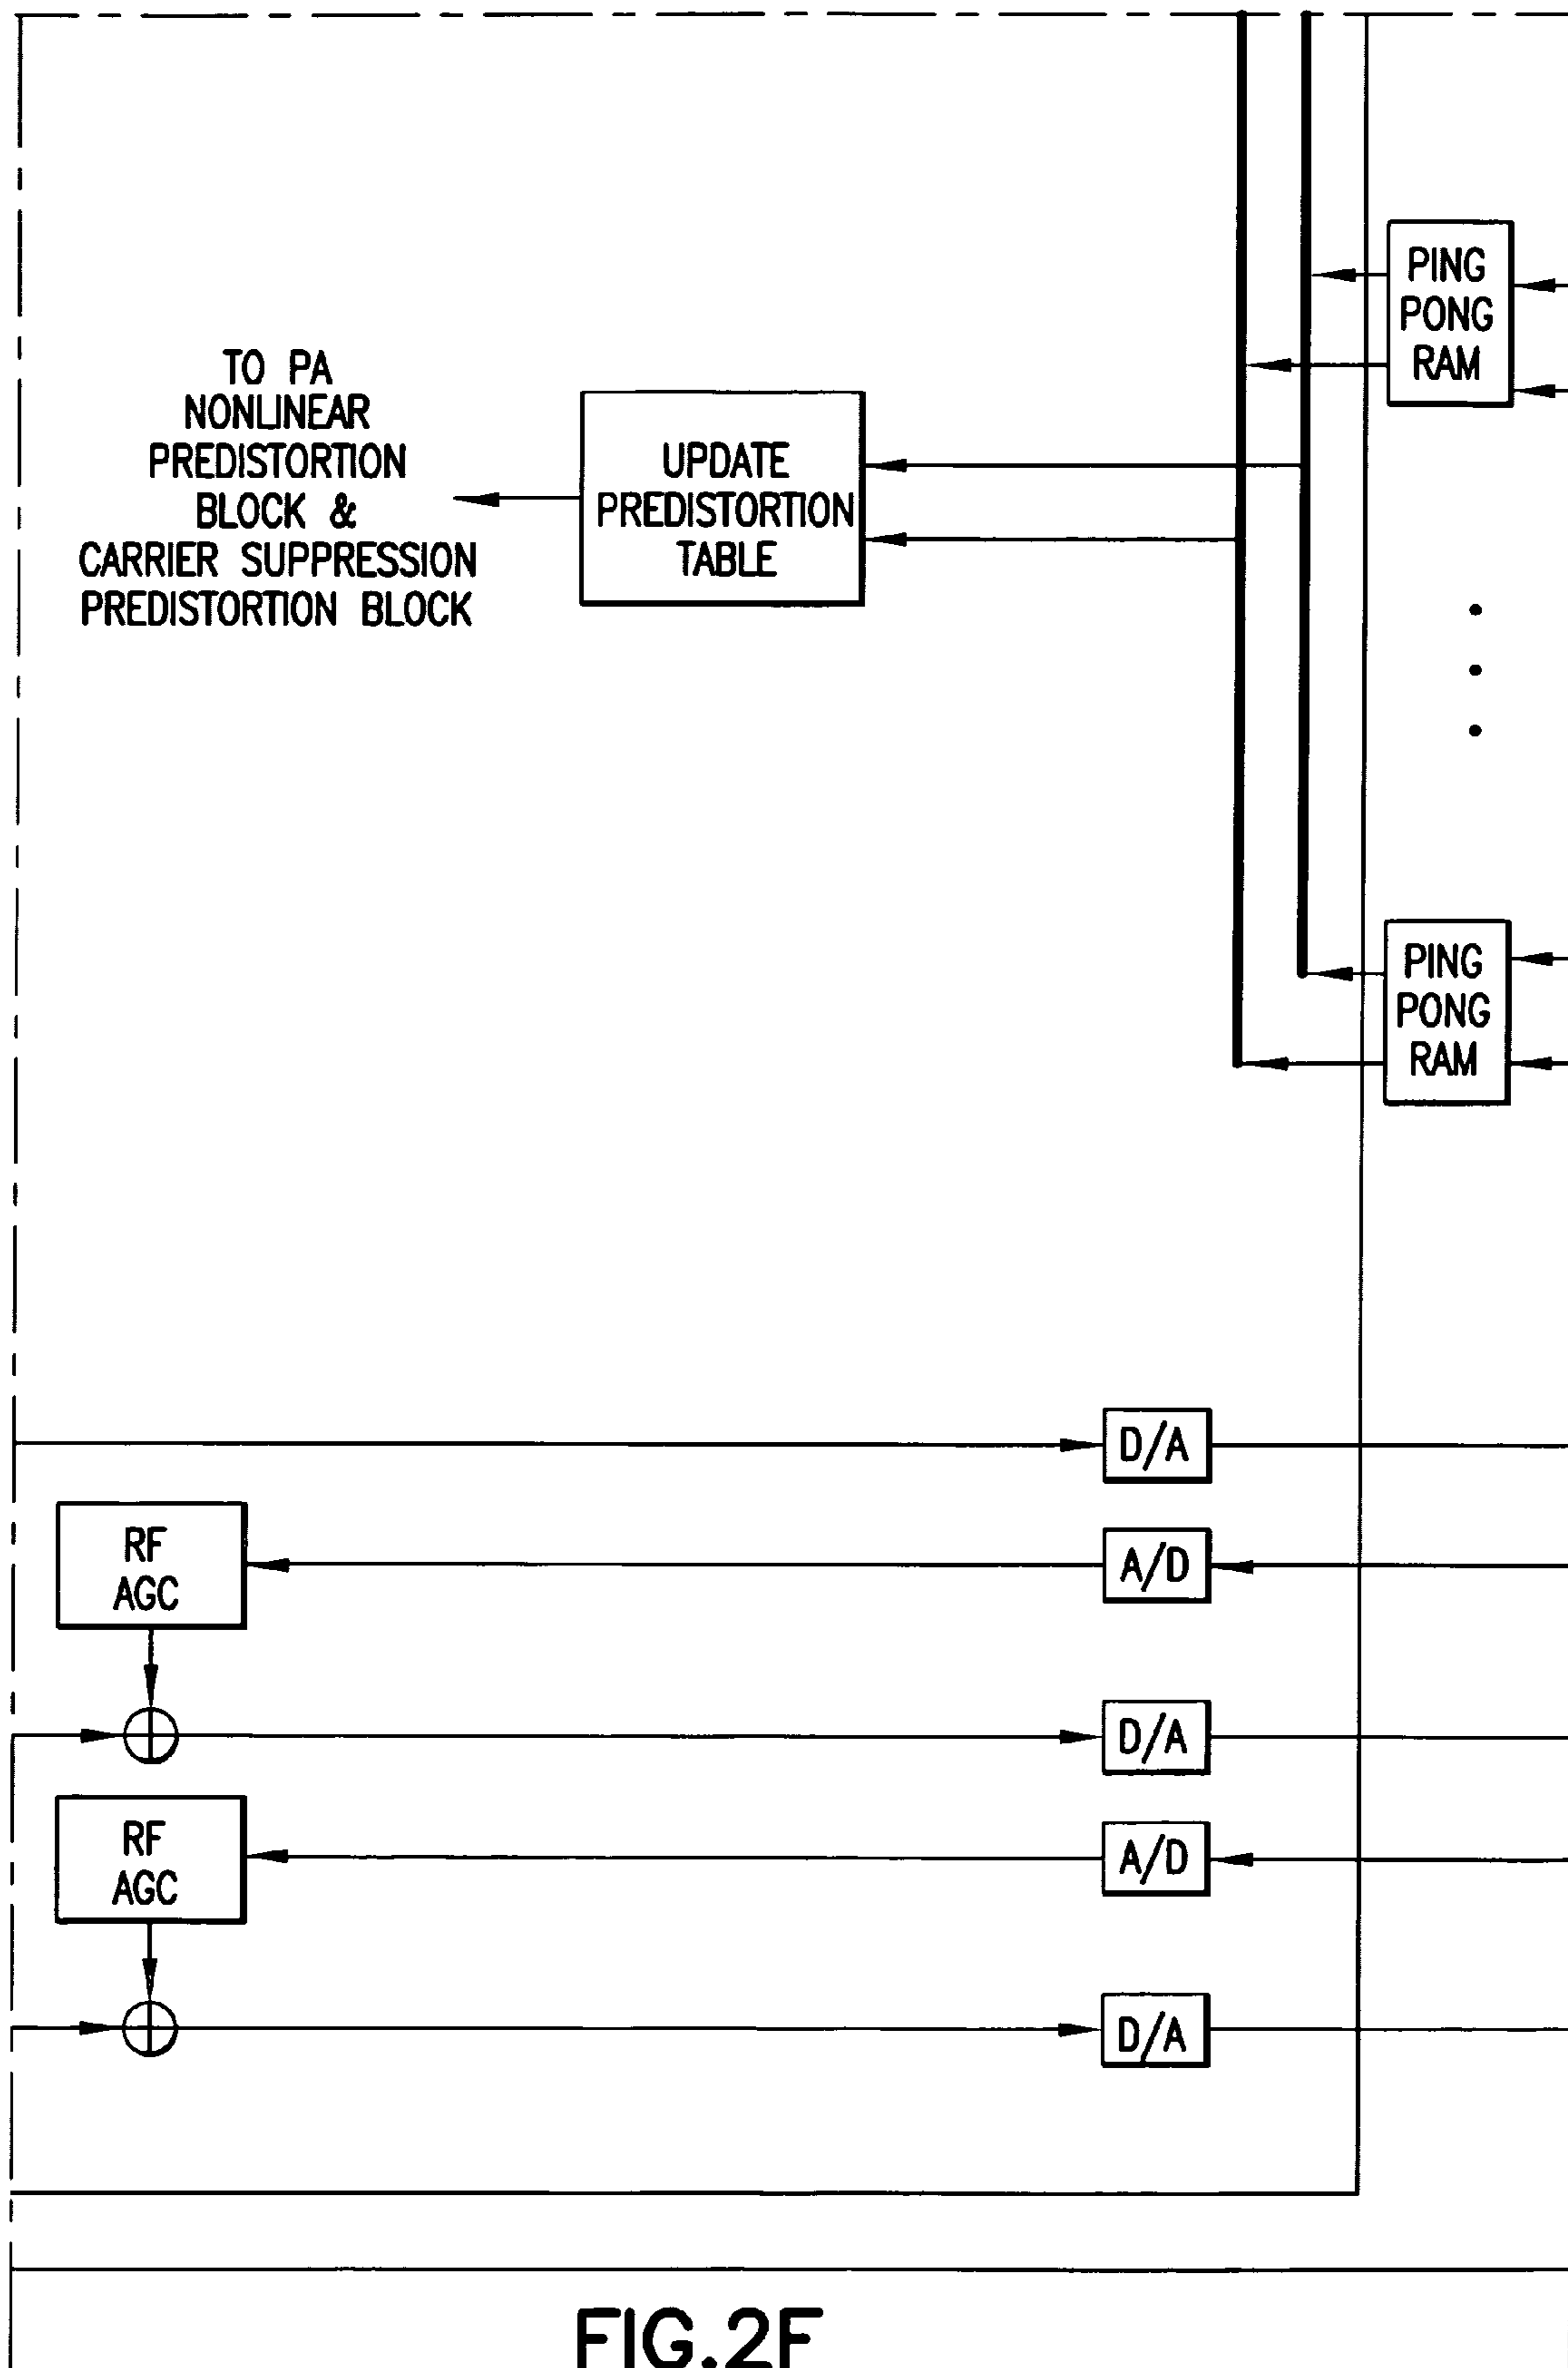 TO PA
NONLINEAR
PREDISTORTION
BLOCK &
CARRIER SUPPRESSION
PREDISTORTION BLOCK
UPDATE
PREDISTORTION
TABLE
PING
PONG
RAM
PING
PONG
RAM
D/A
RF
AGC
A/D
D/A
RF
AGC
A/D
D/A
FIG.2F